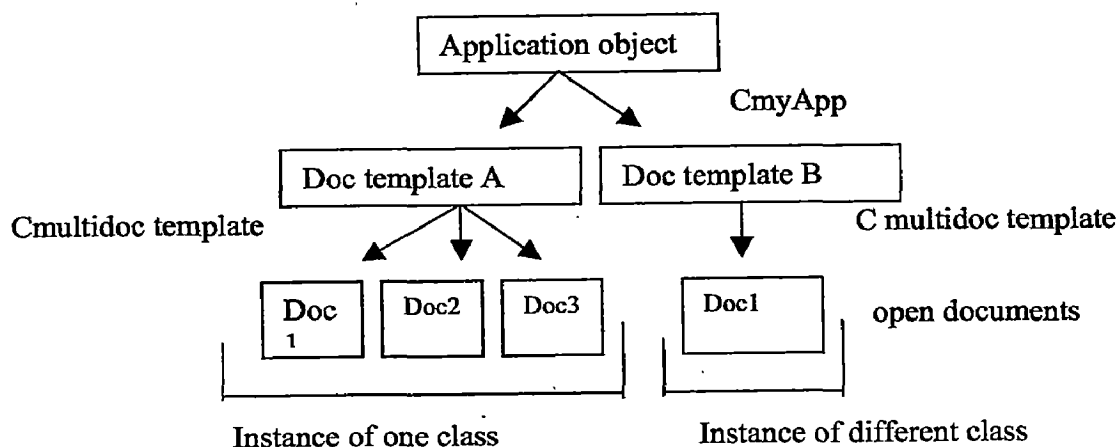 Application object
CmyApp
Doc template A
Doc template B
Cmultidoc template
C multidoc template
Doc
1
Doc2
Doc3
Doc1
open documents
Instance of one class
Instance of different class